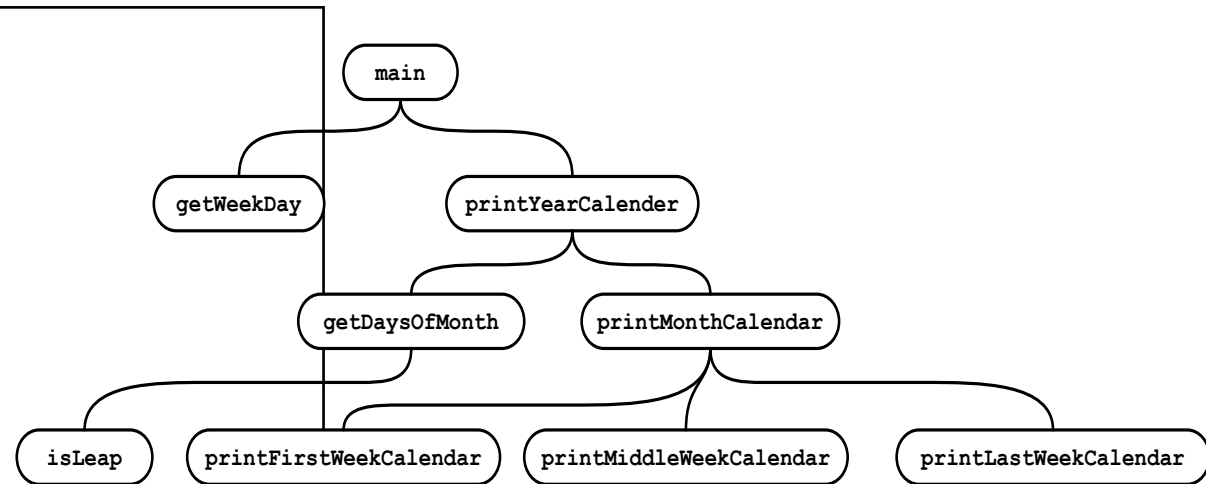 main
getWeekDay
printYearCalender
getDaysOfMonth
printMonthCalendar
isLeap
printFirstWeekCalendar
printMiddleWeekCalendar
printLastWeekCalendar